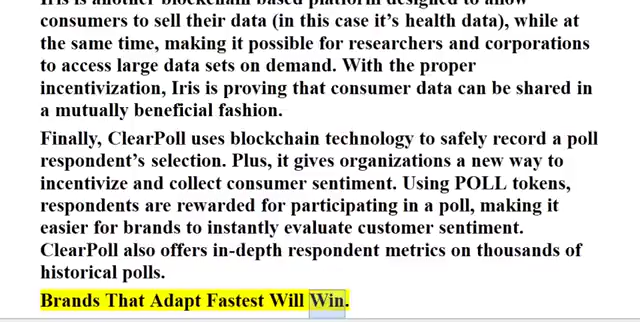 Iris is another blockchain based platform designed to allow
consumers to sell their data (in this case it’s health data), while at
the same time, making it possible for researchers and corporations
to access large data sets on demand. With the proper
incentivization, Iris is proving that consumer data can be shared in
a mutually beneficial fashion.
Finally, ClearPoll uses blockchain technology to safely record a poll
respondent’s selection. Plus, it gives organizations a new way to
incentivize and collect consumer sentiment. Using POLL tokens,
respondents are rewarded for participating in a poll, making it
easier for brands to instantly evaluate customer sentiment.
ClearPoll also offers in-depth respondent metrics on thousands of
historical polls.
Brands That Adapt Fastest Will Win.